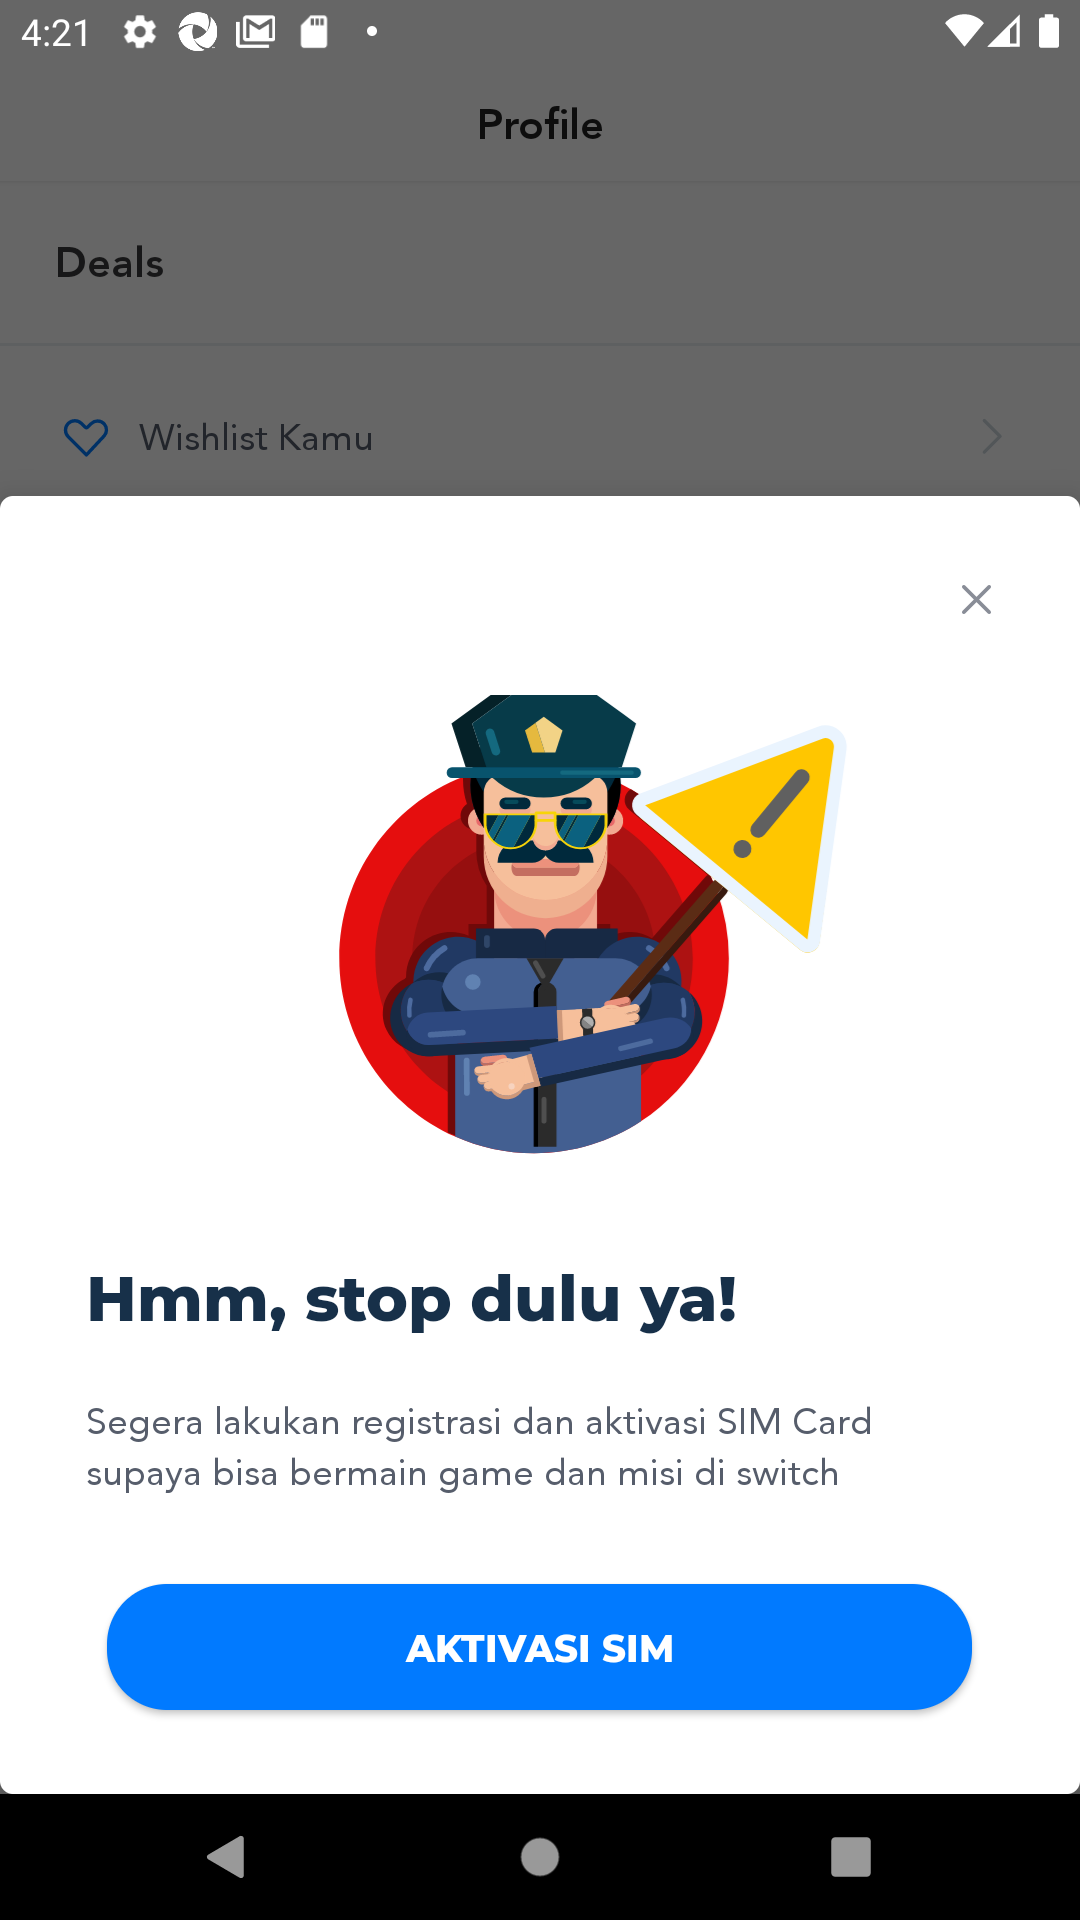 4:21
Profile
Deals
Wishlist Kamu
Hmm, stop dulu ya!
Segera lakukan registrasi dan aktivasi SIM Card
supaya bisa bermain game dan misi di switch
AKTIVASI SIM